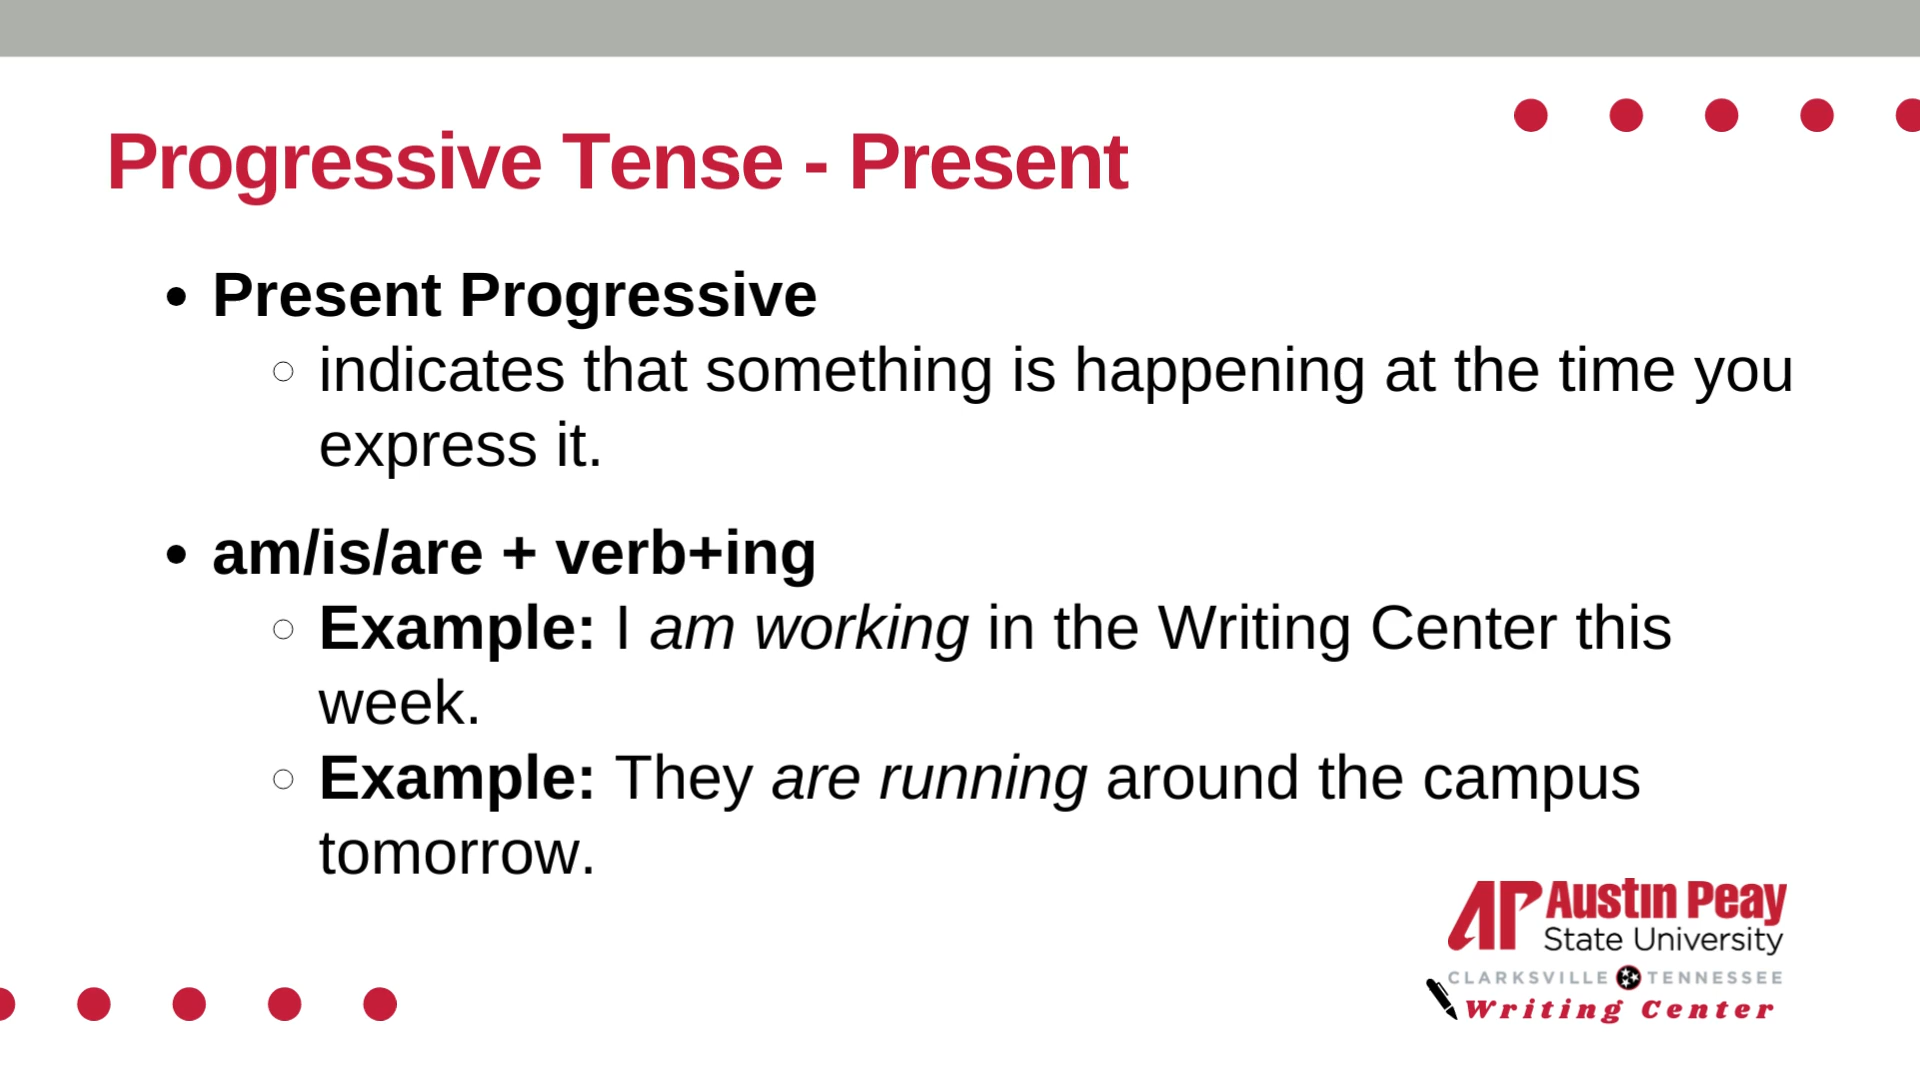 Progressive Tense - Present
• Present Progressive
○ indicates that something is happening at the time you
express it.
• am/is/are + verb+ing
○ Example: I am working in the Writing Center this
week.
○ Example: They are running around the campus
tomorrow.
AP Austin Peay
State University
CLARKSVILLE TENNESSEE
Writing Center